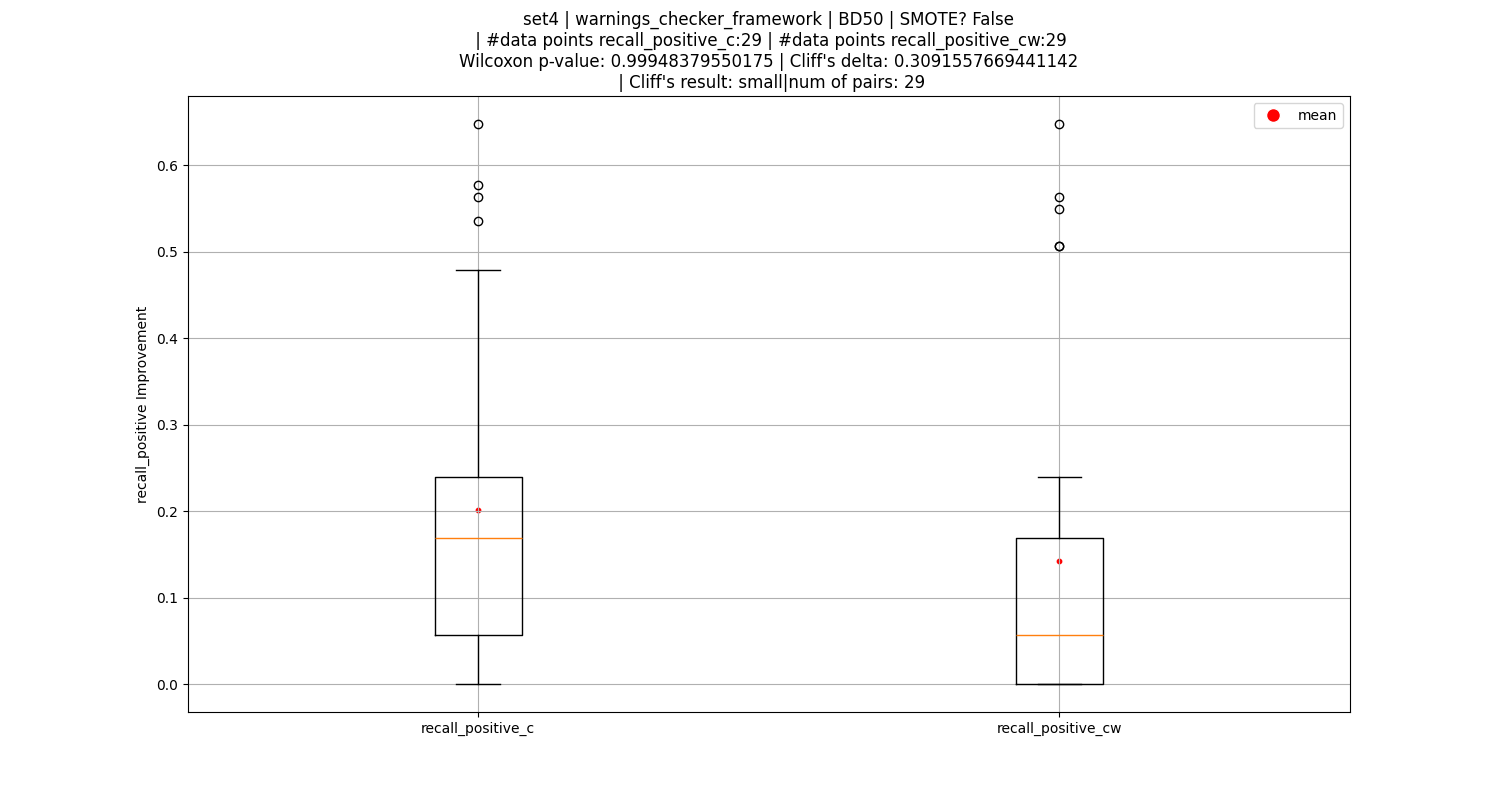 set4 | warnings_checker_framework | BD50 | SMOTE? False
| #data points recall_positive_c:29 | #data points recall_positive_cw:29
Wilcoxon p-value: 0.99948379550175 | Cliff's delta: 0.3091557669441142
| Cliff's result: small|num of pairs: 29
mean
0.6
0.5
0.4
0.3
0.2
0.1
0.0
recall_positive Improvement
recall_positive_c
recall_positive_cw